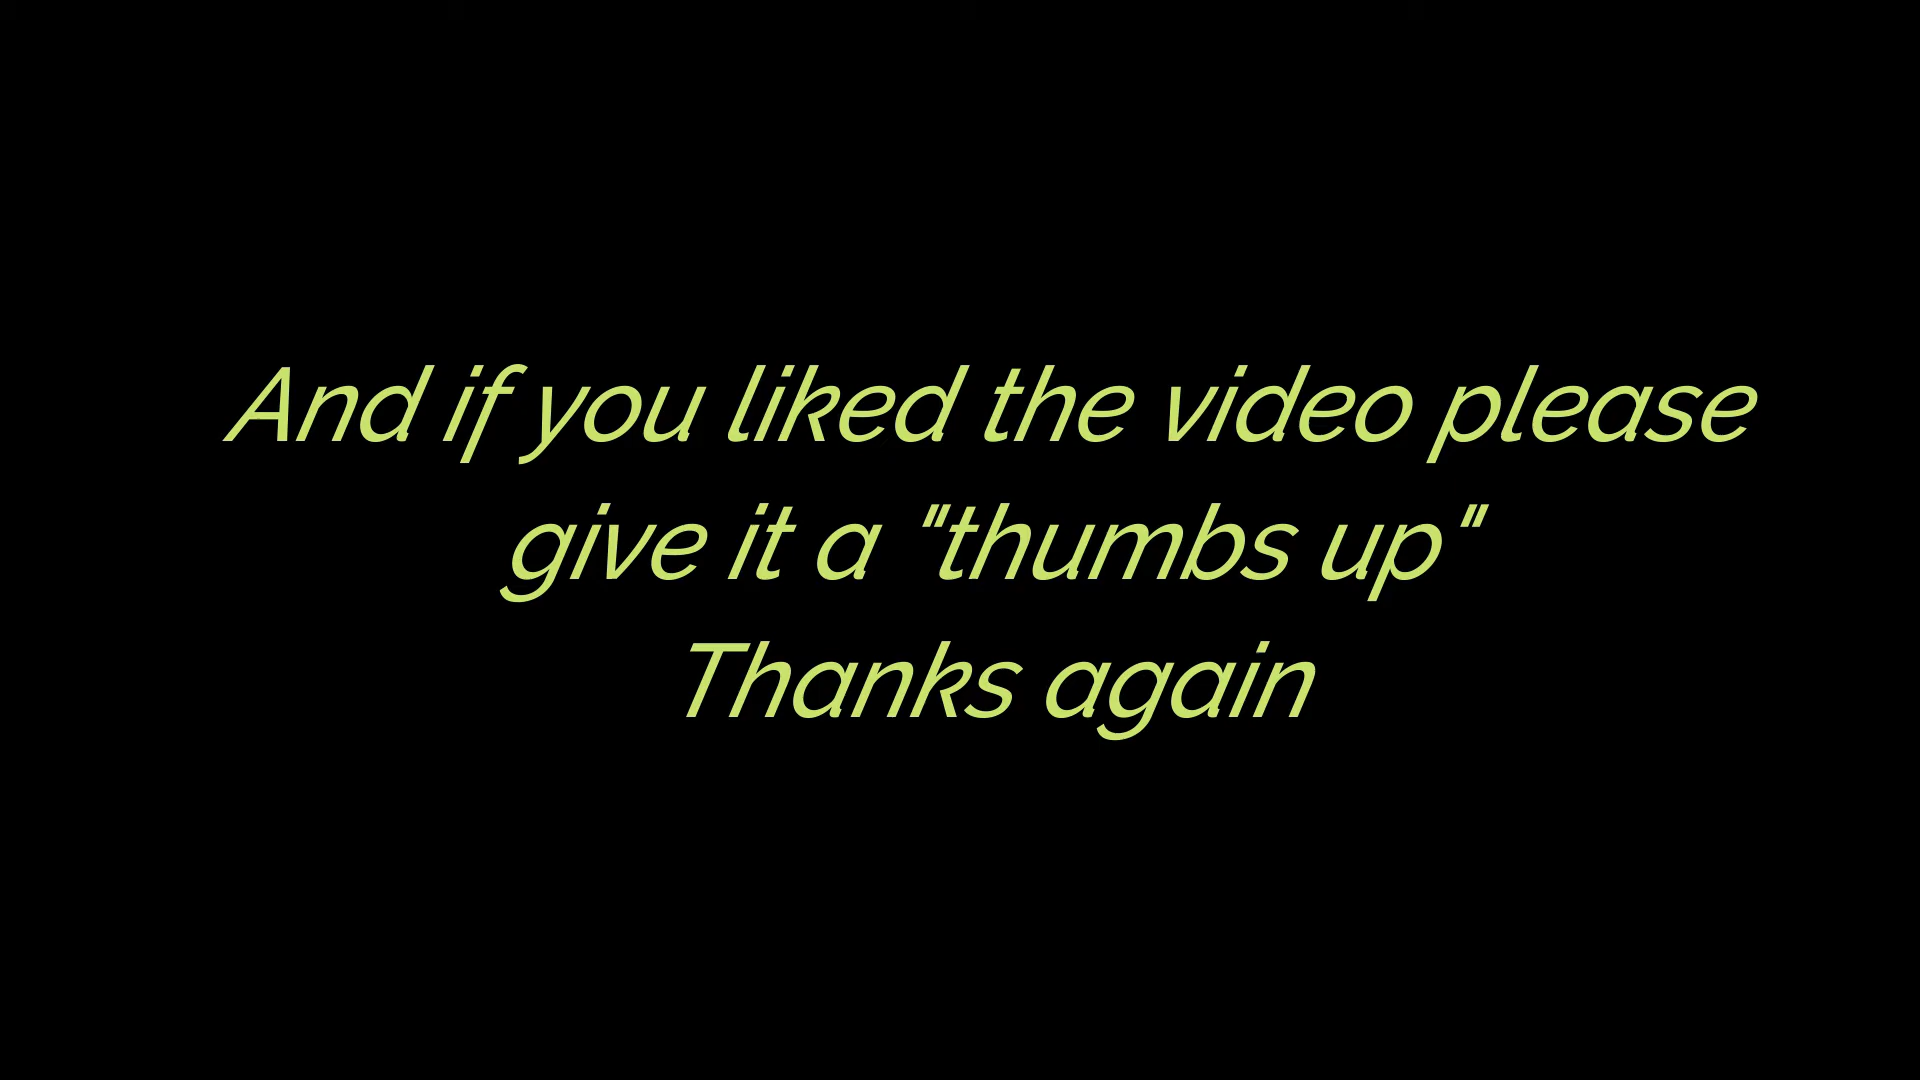 And if you liked the video please
give it a "thumbs up"
Thanks again